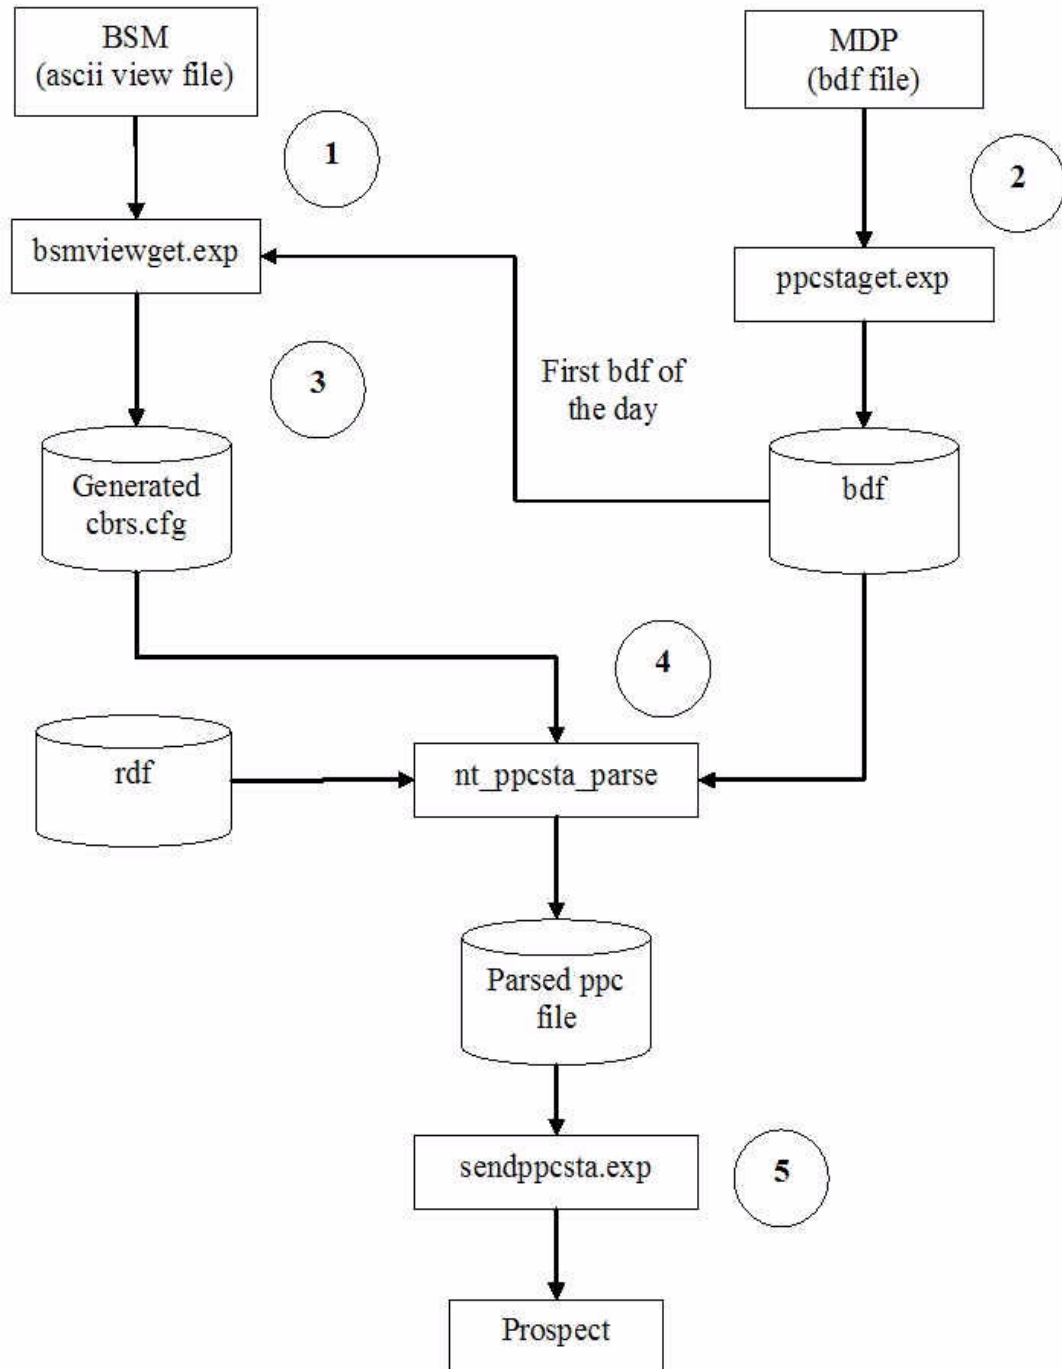 BSM
(ascii view file)
MDP
(bdf file)
1
2
bsmviewget.exp
ppcstaget.exp
3
First bdf of
the day
Generated
cbrs.cfg
bdf
4
rdf
nt_ppcsta_parse
Parsed ppc
file
sendppcsta.exp
5
Prospect